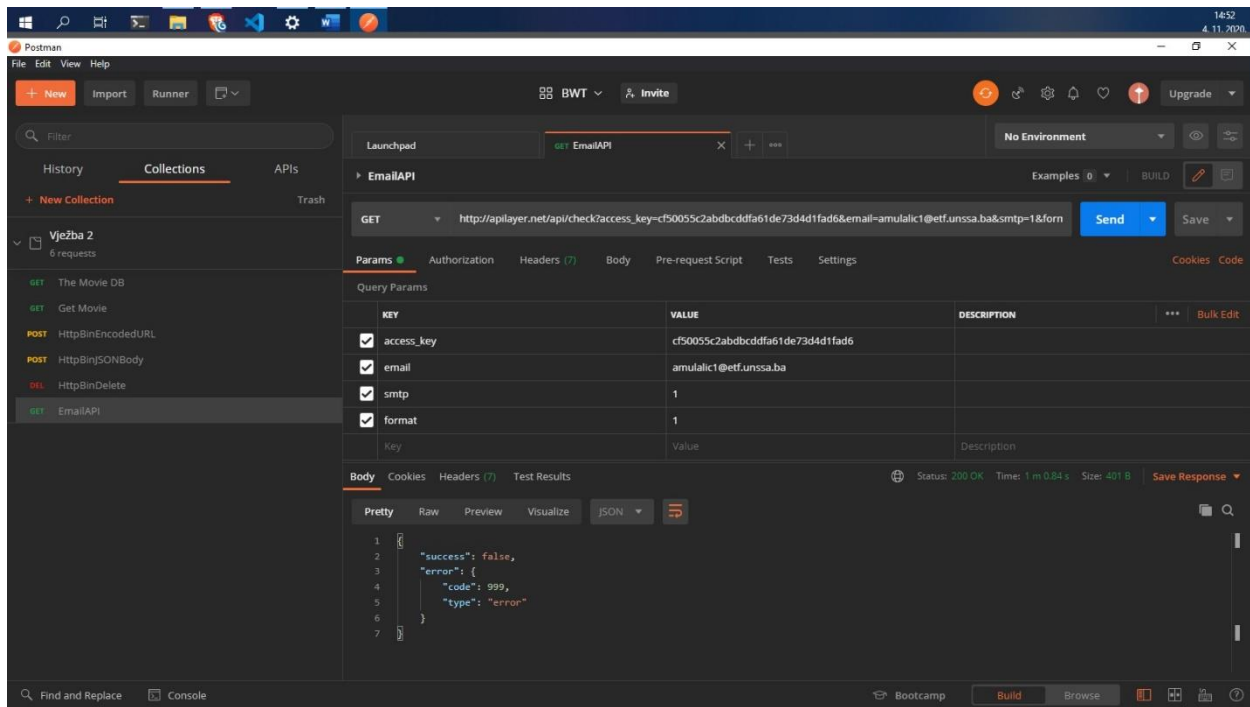 14:52
4. 11. 2020.
Postman
File Edit View Help
+ New Import Runner
BWT
Invite
Upgrade
Filter
History Collections APIs
+ New Collection Trash
Vježba 2
6 requests
GET The Movie DB
GET Get Movie
POST HttpBinEncodedURL
POST HttpBinJSONBody
DEL HttpBinDelete
GET EmailAPI
Launchpad
GET EmailAPI
No Environment
EmailAPI
Examples 0 BUILD
GET http://apilayer.net/api/check?access_key=cf50055c2abdbcddfa61de73d4d1fad6&email=amulalic1@etf.unssa.ba&smtp=1&forn Send Save
Params Authorization Headers (7) Body Pre-request Script Tests Settings Cookies Code
Query Params
KEY VALUE DESCRIPTION ••• Bulk Edit
access_key cf50055c2abdbcddfa61de73d4d1fad6
email amulalic1@etf.unssa.ba
smtp 1
format 1
Key Value Description
Body Cookies Headers (7) Test Results Status: 200 OK Time: 1 m 0.84 s Size: 401 B Save Response
Pretty Raw Preview Visualize JSON
1 {
2 "success": false,
3 "error": {
4 "code": 999,
5 "type": "error"
6 }
7 }
Find and Replace Console Bootcamp Build Browse